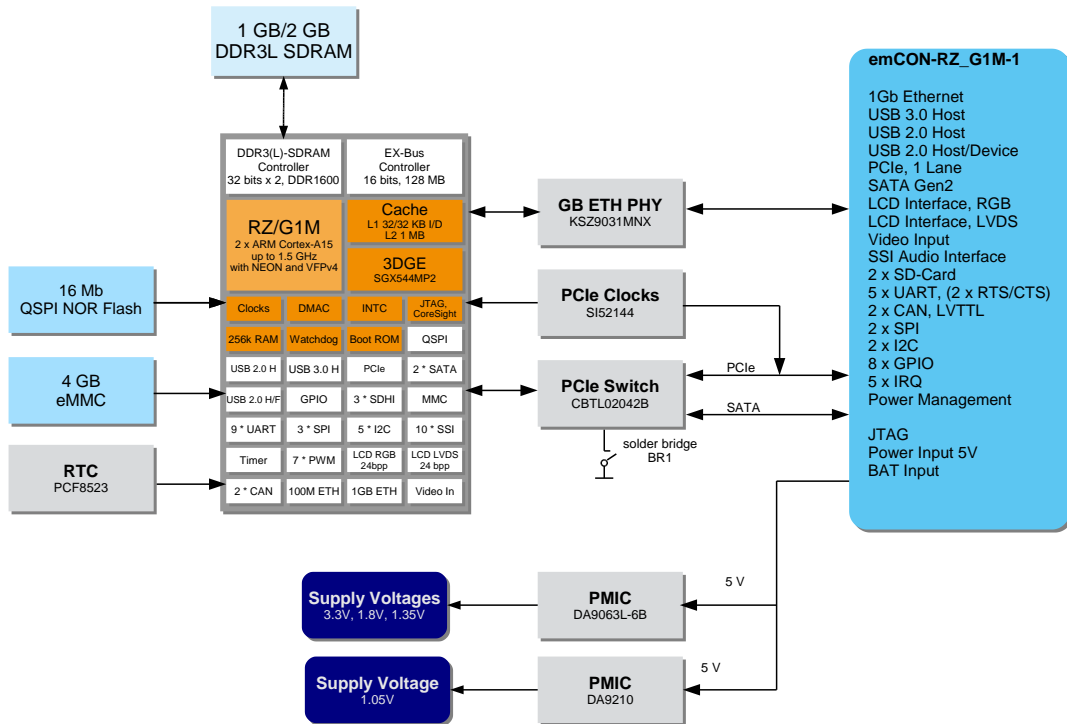 1 GB/2 GB
DDR3L SDRAM
DDR3(L)-SDRAM
Controller
32 bits x 2, DDR1600
EX-Bus
Controller
16 bits, 128 MB
RZ/G1M
2 x ARM Cortex-A15
up to 1.5 GHz
with NEON and VFPv4
Cache
L1 32/32 KB I/D
L2 1 MB
3DGE
SGX544MP2
Clocks
DMAC
INTC
JTAG,
CoreSight
256k RAM
Watchdog
Boot ROM
QSPI
USB 2.0 H
USB 3.0 H
PCIe
2 * SATA
USB 2.0 H/F
GPIO
3 * SDHI
MMC
9 * UART
3 * SPI
5 * I2C
10 * SSI
Timer
7 * PWM
LCD RGB
24bpp
LCD LVDS
24 bpp
2 * CAN
100M ETH
1GB ETH
Video In
16 Mb
QSPI NOR Flash
4 GB
eMMC
RTC
PCF8523
GB ETH PHY
KSZ9031MNX
PCIe Clocks
SI52144
PCIe Switch
CBTL02042B
PCIe
SATA
solder bridge
BR1
emCON-RZ_G1M-1
1Gb Ethernet
USB 3.0 Host
USB 2.0 Host
USB 2.0 Host/Device
PCIe, 1 Lane
SATA Gen2
LCD Interface, RGB
LCD Interface, LVDS
Video Input
SSI Audio Interface
2 x SD-Card
5 x UART, (2 x RTS/CTS)
2 x CAN, LVTTL
2 x SPI
2 x I2C
8 x GPIO
5 x IRQ
Power Management
JTAG
Power Input 5V
BAT Input
Supply Voltages
3.3V, 1.8V, 1.35V
PMIC
DA9063L-6B
5 V
Supply Voltage
1.05V
PMIC
DA9210
5 V